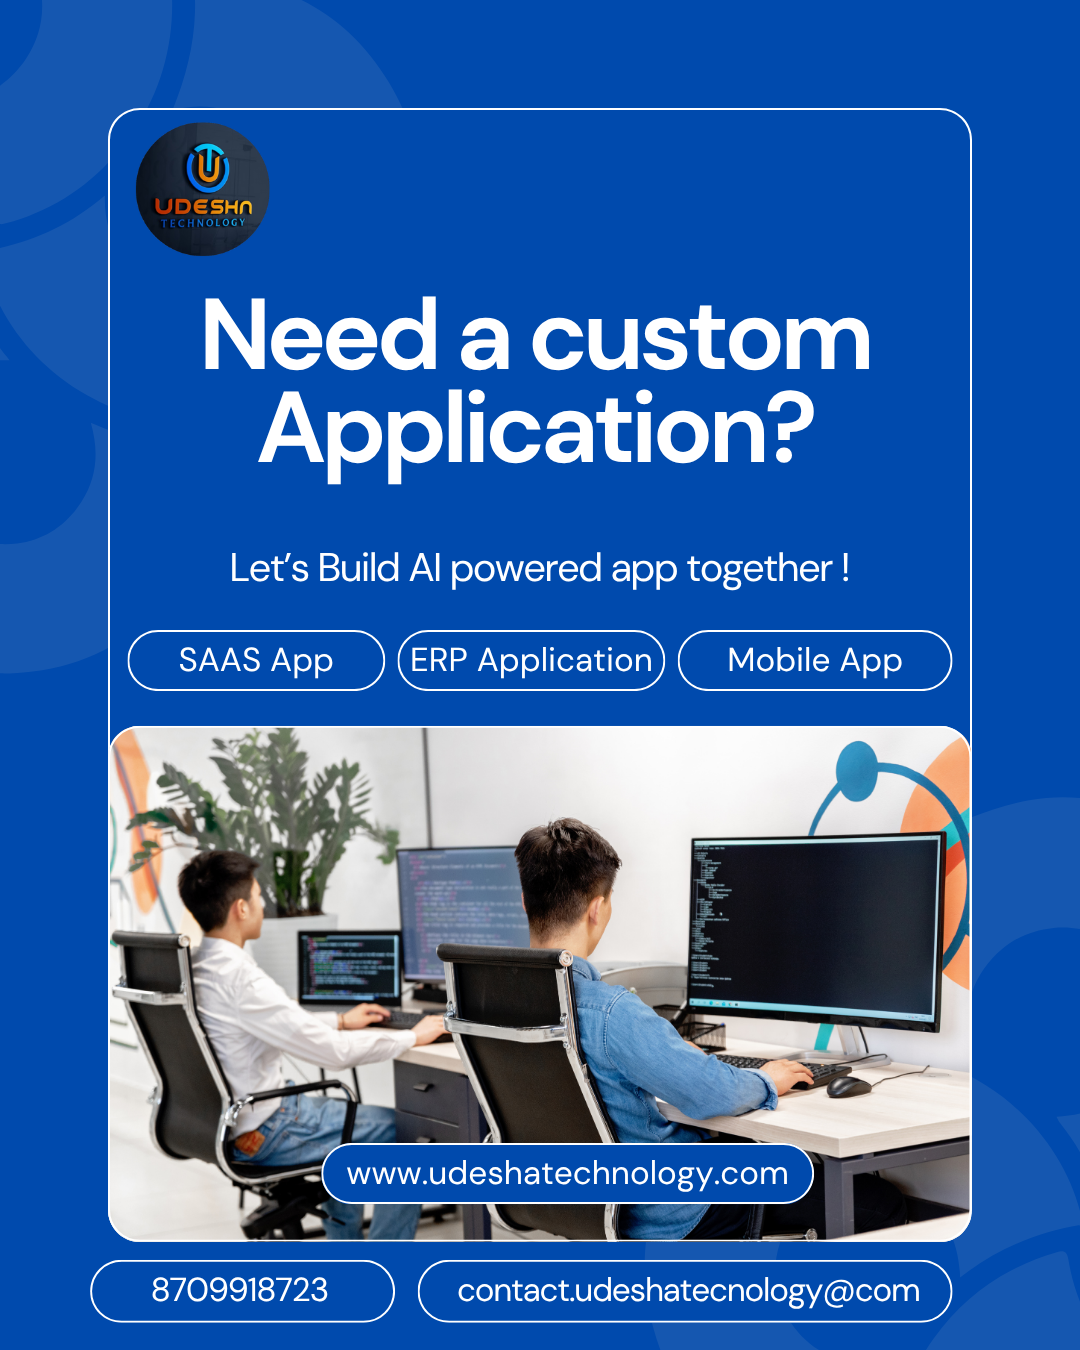 UDESHA
TECHNOLOGY
Need a custom
Application?
Let’s Build AI powered app together !
SAAS App
ERP Application
Mobile App
www.udeshatechnology.com
8709918723
contact.udeshatecnology@com